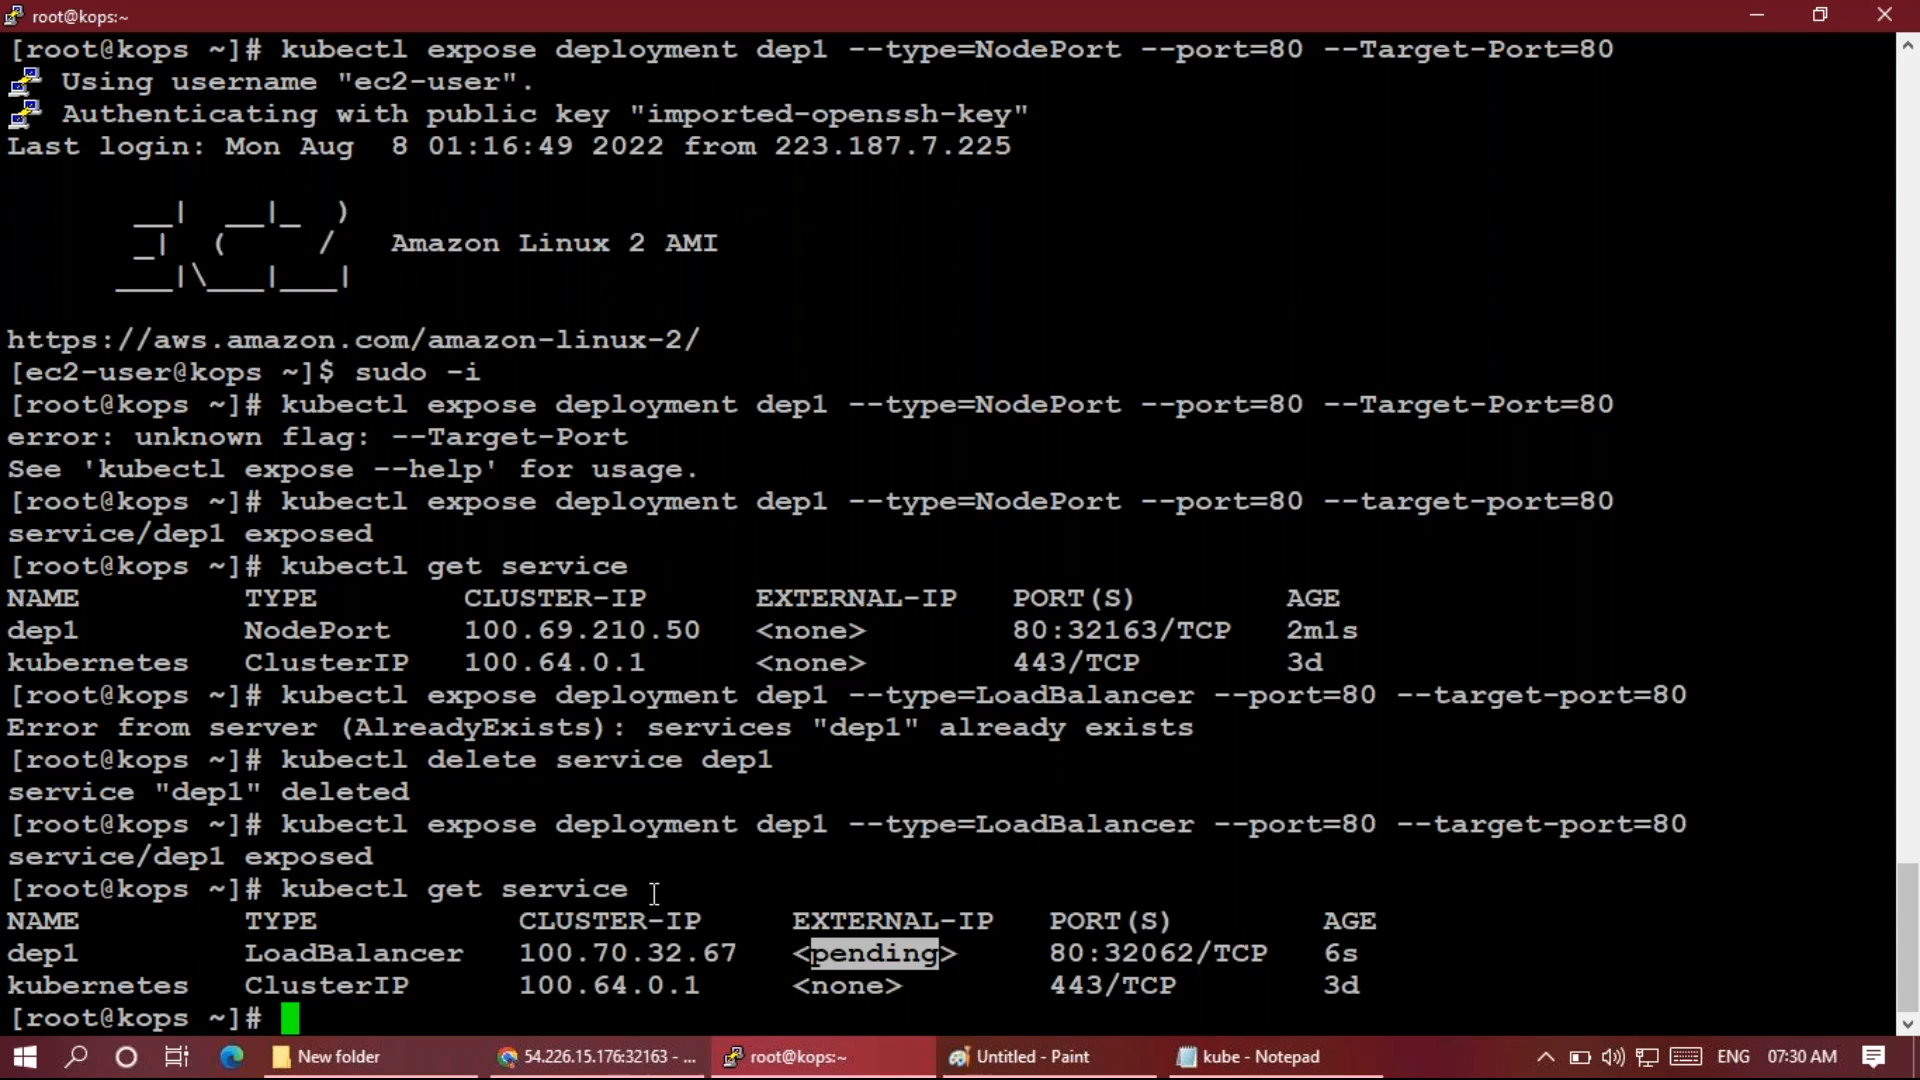 root@kops:~
[root@kops ~]# kubectl expose deployment dep1 --type=NodePort --port=80 --Target-Port=80
Using username "ec2-user".
Authenticating with public key "imported-openssh-key"
Last login: Mon Aug  8 01:16:49 2022 from 223.187.7.225
__|  __|_  )
_|  (     /   Amazon Linux 2 AMI
___|\___|___|
https://aws.amazon.com/amazon-linux-2/
[ec2-user@kops ~]$ sudo -i
[root@kops ~]# kubectl expose deployment dep1 --type=NodePort --port=80 --Target-Port=80
error: unknown flag: --Target-Port
See 'kubectl expose --help' for usage.
[root@kops ~]# kubectl expose deployment dep1 --type=NodePort --port=80 --target-port=80
service/dep1 exposed
[root@kops ~]# kubectl get service
NAME         TYPE        CLUSTER-IP      EXTERNAL-IP   PORT(S)        AGE
dep1         NodePort    100.69.210.50   <none>        80:32163/TCP   2m1s
kubernetes   ClusterIP   100.64.0.1      <none>        443/TCP        3d
[root@kops ~]# kubectl expose deployment dep1 --type=LoadBalancer --port=80 --target-port=80
Error from server (AlreadyExists): services "dep1" already exists
[root@kops ~]# kubectl delete service dep1
service "dep1" deleted
[root@kops ~]# kubectl expose deployment dep1 --type=LoadBalancer --port=80 --target-port=80
service/dep1 exposed
[root@kops ~]# kubectl get service
NAME         TYPE           CLUSTER-IP     EXTERNAL-IP   PORT(S)        AGE
dep1         LoadBalancer   100.70.32.67   <pending>     80:32062/TCP   6s
kubernetes   ClusterIP      100.64.0.1     <none>        443/TCP        3d
[root@kops ~]#
New folder
54.226.15.176:32163 - ...
root@kops:~
Untitled - Paint
kube - Notepad
ENG
07:30 AM